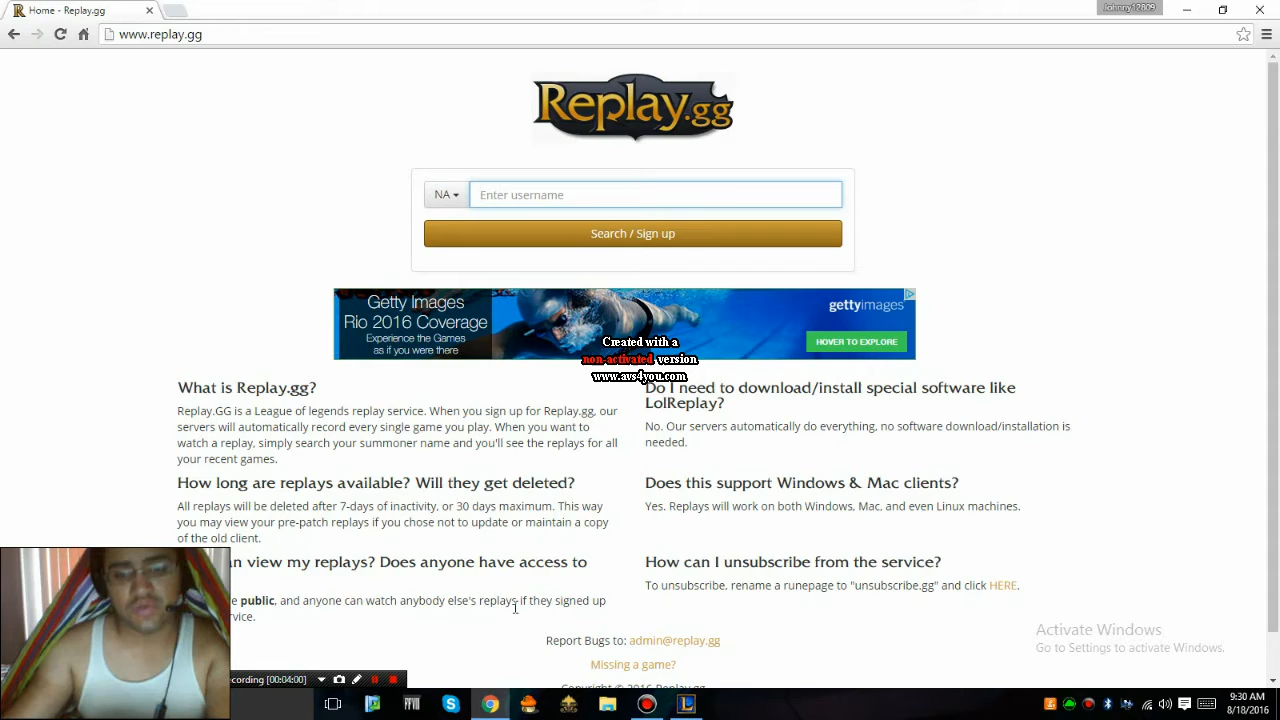 Home - Replay.gg
Johnny12809
www.replay.gg
Replay.gg
NA
Enter username
Search / Sign up
Getty Images
Rio 2016 Coverage
Experience the Games
as if you were there
gettyimages
HOVER TO EXPLORE
Created with a
non-activated version
www.avs4you.com
What is Replay.gg?
Replay.GG is a League of legends replay service. When you sign up for Replay.gg, our
servers will automatically record every single game you play. When you want to
watch a replay, simply search your summoner name and you'll see the replays for all
your recent games.
Do I need to download/install special software like
LolReplay?
No. Our servers automatically do everything, no software download/installation is
needed.
How long are replays available? Will they get deleted?
All replays will be deleted after 7-days of inactivity, or 30 days maximum. This way
you may view your pre-patch replays if you chose not to update or maintain a copy
of the old client.
Does this support Windows & Mac clients?
Yes. Replays will work on both Windows, Mac, and even Linux machines.
an view my replays? Does anyone have access to
e public, and anyone can watch anybody else's replays if they signed up
rvice.
How can I unsubscribe from the service?
To unsubscribe, rename a runepage to "unsubscribe.gg" and click HERE.
Report Bugs to: admin@replay.gg
Missing a game?
Copyright © 2016 Replay.gg
Activate Windows
Go to Settings to activate Windows.
ecording [00:04:00]
9:30 AM
8/18/2016